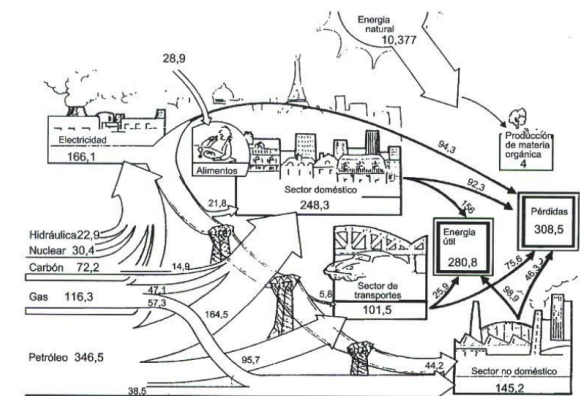 Energia
natural
10,377
28,9
Electricidad
166,1
Alimentos
94,3
Producción
de materia
orgánica
4
Sector doméstico
248,3
92,3
156
21,8
Pérdidas
308,5
Energia
útil
280,8
Hidráulica 22,9
Nuclear 30,4
Carbón 72,2
14,9
Gas 116,3
47,1
57,3
Sector de
transportes
101,5
5,8
25,9
75,6
98,9
46,3
164,5
Petróleo 346,5
95,7
44,2
38,5
Sector no doméstico
145,2